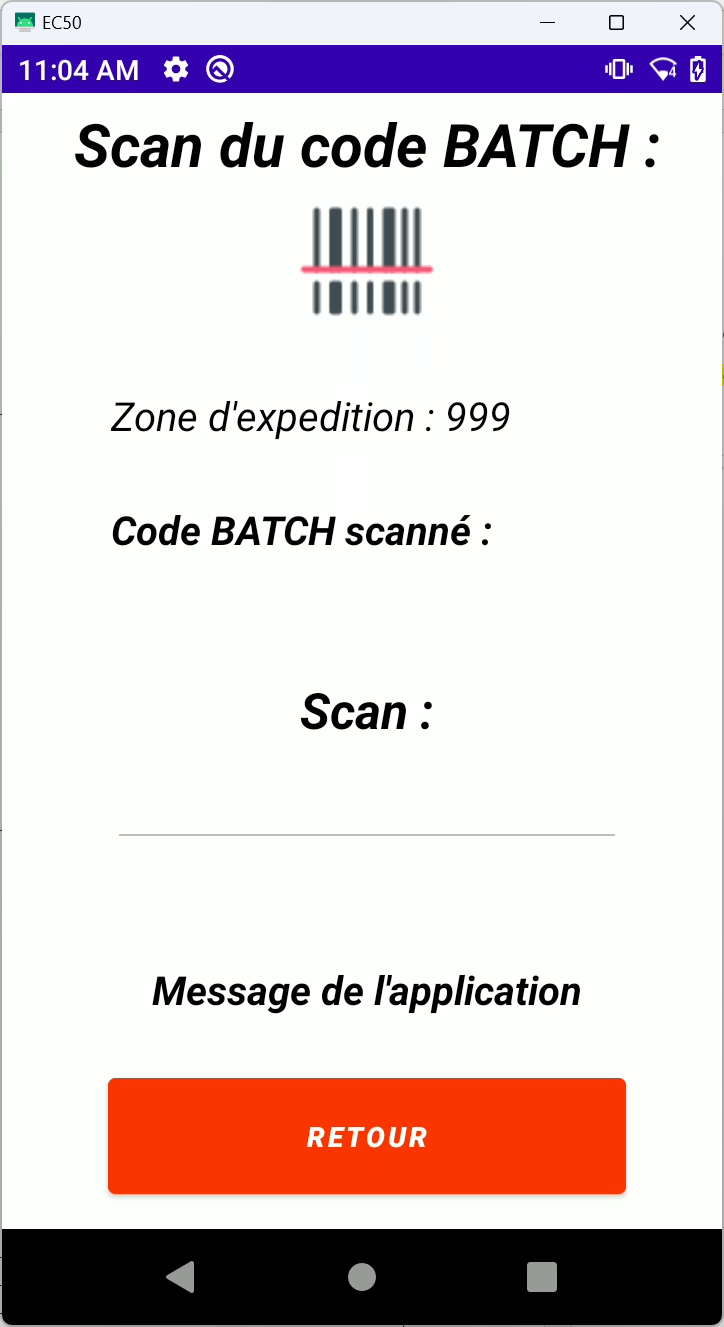 EC50
11:04 AM
4
Scan du code BATCH :
Zone d'expedition : 999
Code BATCH scanné :
Scan :
Message de l'application
RETOUR